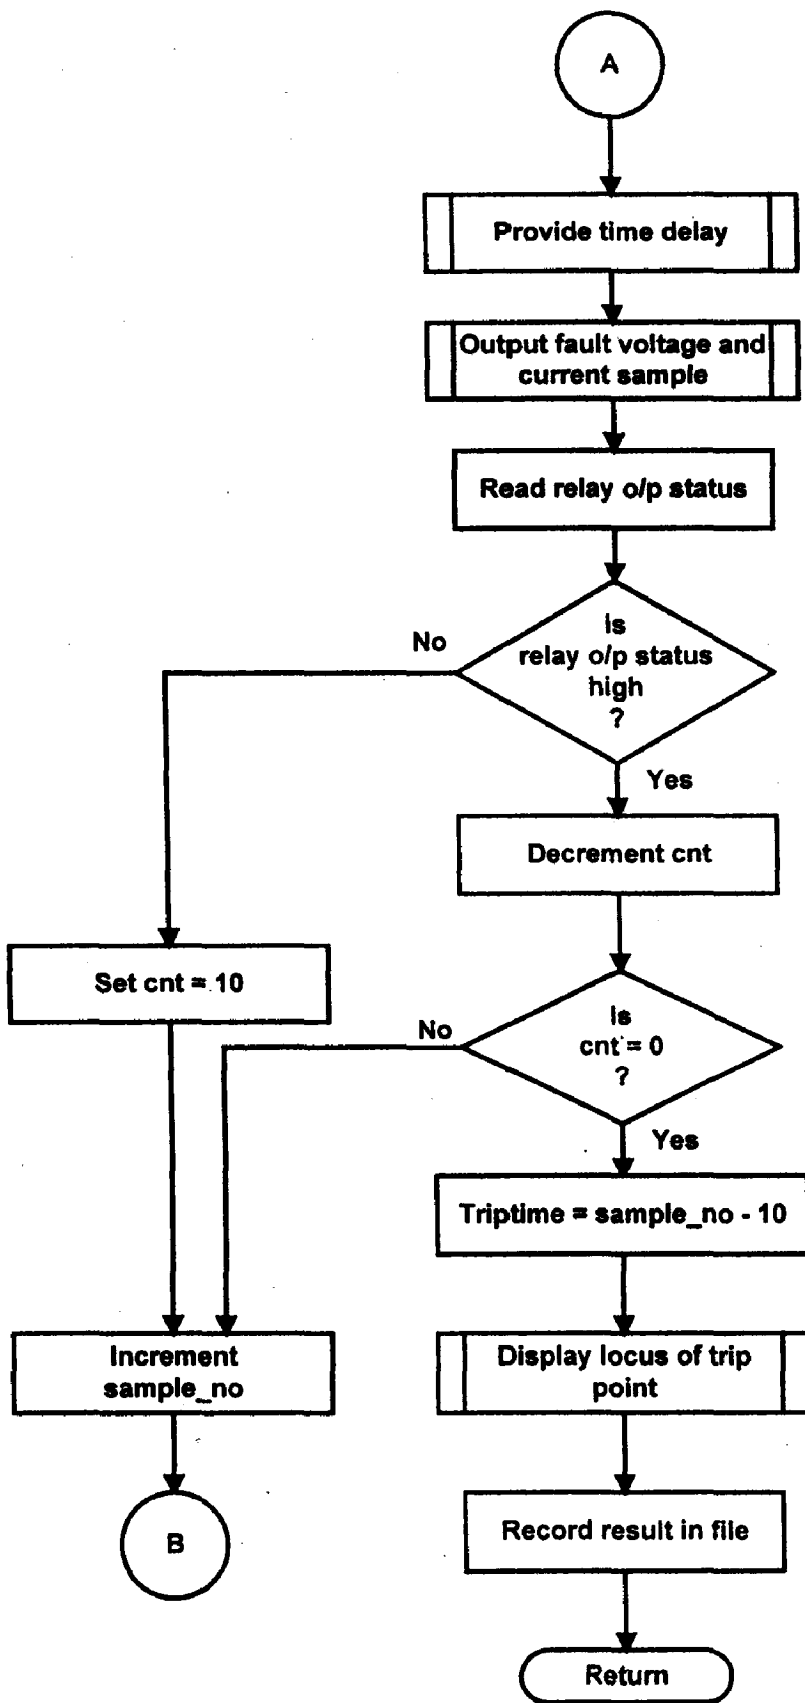 A
Provide time delay
Output fault voltage and
current sample
Read relay o/p status
Is
relay o/p status
high
?
No
Yes
Decrement cnt
Set cnt = 10
Is
cnt = 0
?
No
Yes
Triptime = sample_no - 10
Increment
sample_no
Display locus of trip
point
B
Record result in file
Return